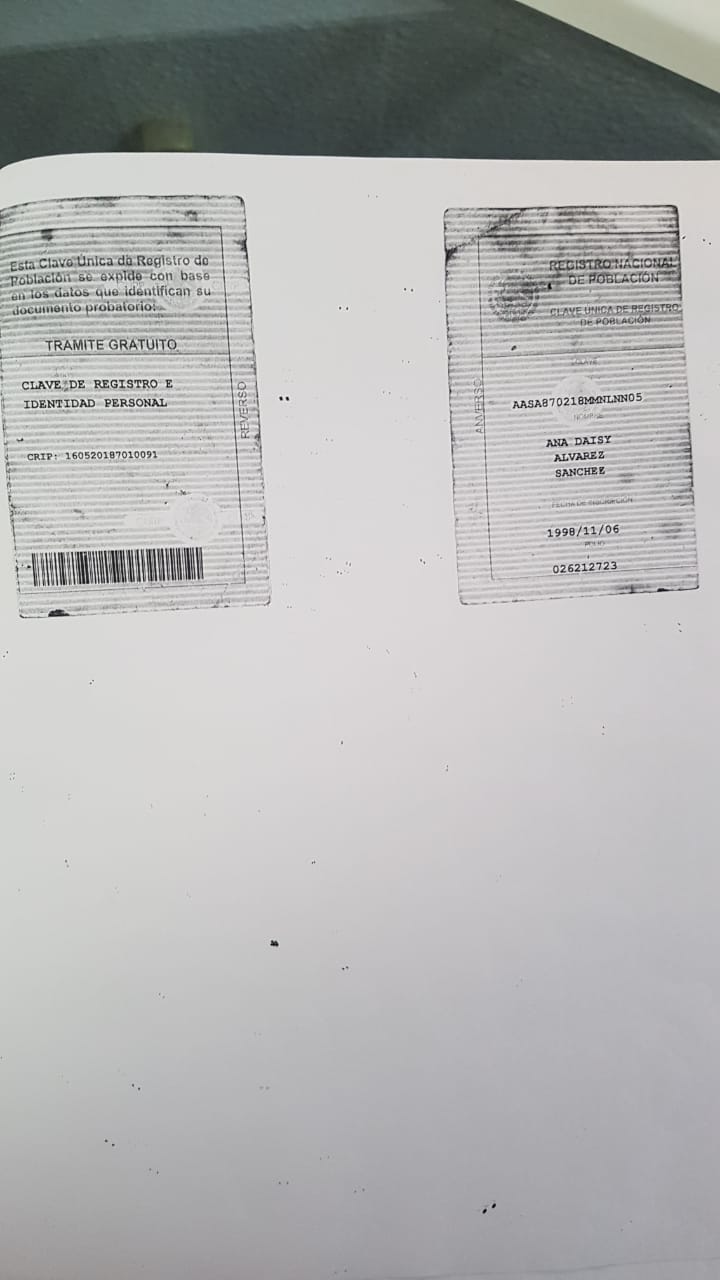 Esta Clave Única de Registro de
Población se expide con base
en los datos que identifican su
documento probatorio:
TRAMITE GRATUITO
CLAVE DE REGISTRO E
IDENTIDAD PERSONAL
CRIP: 160520187010091
REVERSO
ANVERSO
REGISTRO NACIONAL
DE POBLACIÓN
CLAVE UNICA DE REGISTRO
DE POBLACIÓN
CLAVE
AASA870218MMNLNN05
NOMBRE
ANA DAISY
ALVAREZ
SANCHEZ
FECHA DE INSCRIPCIÓN
1998/11/06
FOLIO
026212723